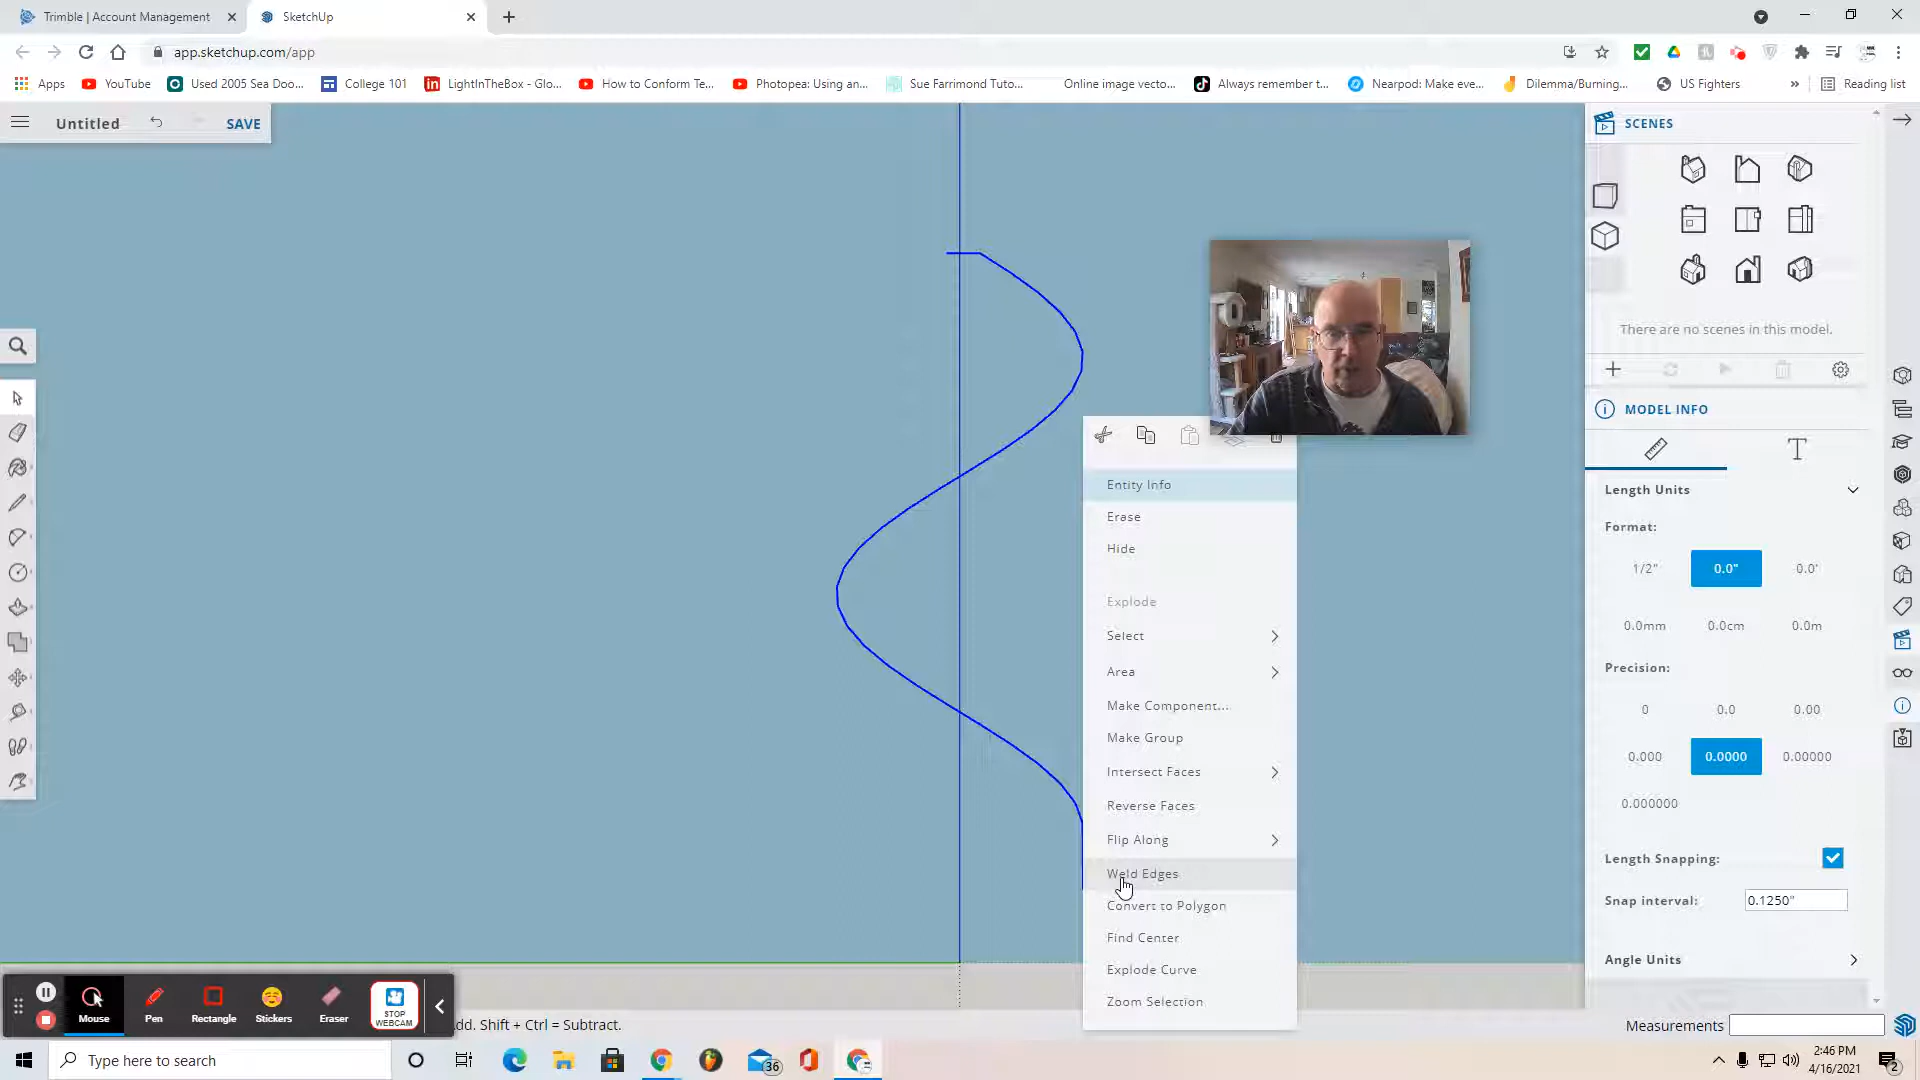 Trimble | Account Management
SketchUp
app.sketchup.com/app
Apps
YouTube
Used 2005 Sea Doo...
College 101
LightInTheBox - Glo...
How to Conform Te...
Photopea: Using an...
Sue Farrimond Tuto...
Online image vecto...
Always remember t...
Nearpod: Make eve...
Dilemma/Burning...
US Fighters
»
Reading list
Untitled
SAVE
SCENES
There are no scenes in this model.
MODEL INFO
Length Units
Format:
1/2"
0.0"
0.0'
0.0mm
0.0cm
0.0m
Precision:
0
0.0
0.00
0.000
0.0000
0.00000
0.000000
Length Snapping:
Snap interval:
0.1250"
Angle Units
Entity Info
Erase
Hide
Explode
Select
Area
Make Component...
Make Group
Intersect Faces
Reverse Faces
Flip Along
Weld Edges
Convert to Polygon
Find Center
Explode Curve
Zoom Selection
Mouse
Pen
Rectangle
Stickers
Eraser
STOP
WEBCAM
dd. Shift + Ctrl = Subtract.
Measurements
Type here to search
36
2:46 PM
4/16/2021
2